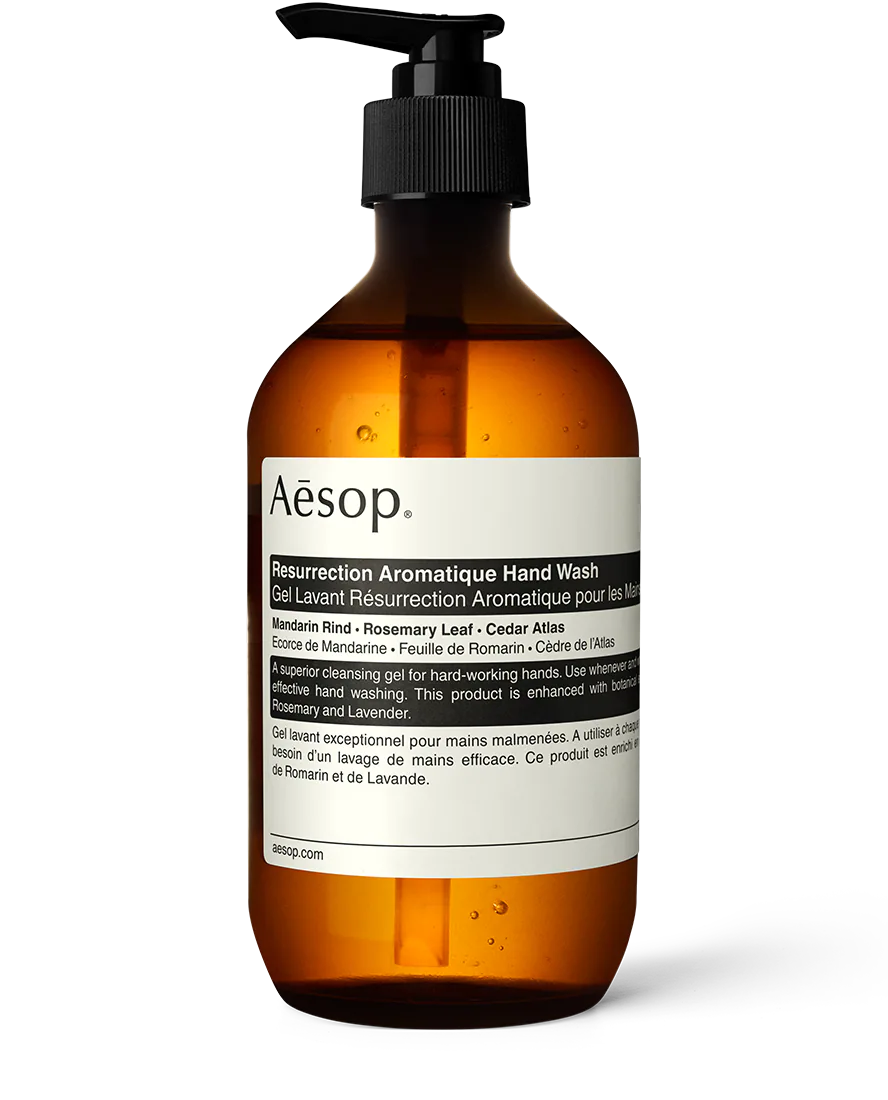 Aēsop®
Resurrection Aromatique Hand Wash
Gel Lavant Résurrection Aromatique pour les Mains
Mandarin Rind • Rosemary Leaf • Cedar Atlas
Ecorce de Mandarine • Feuille de Romarin • Cèdre de l'Atlas
A superior cleansing gel for hard-working hands. Use whenever and
effective hand washing. This product is enhanced with botanical
Rosemary and Lavender.
Gel lavant exceptionnel pour mains malmenées. A utiliser à chaque
besoin d'un lavage de mains efficace. Ce produit est enrichi
de Romarin et de Lavande.
aesop.com